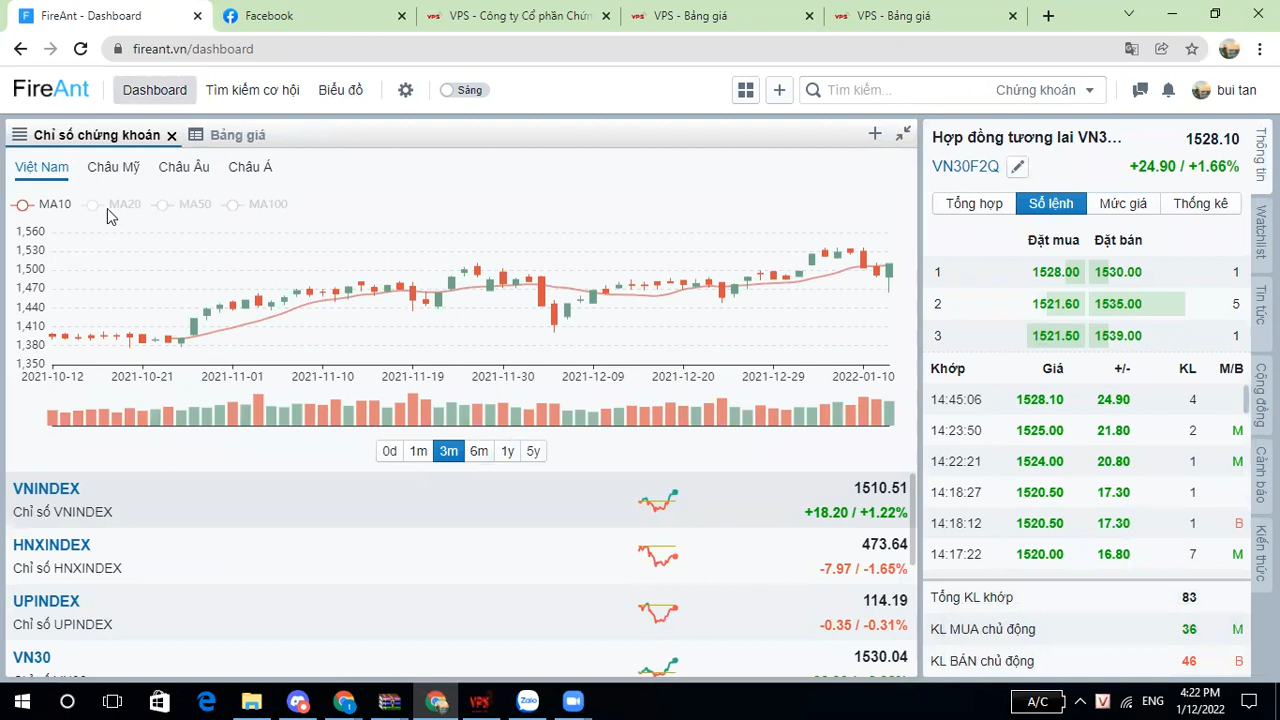 FireAnt - Dashboard
Facebook
VPS - Công ty Cổ phần Chứn
VPS - Bảng giá
VPS - Bảng giá
fireant.vn/dashboard
FireAnt
Dashboard
Tìm kiếm cơ hội
Biểu đồ
Sáng
Tìm kiếm...
Chứng khoán
bui tan
Chỉ số chứng khoán
Bảng giá
Việt Nam
Châu Mỹ
Châu Âu
Châu Á
MA10
MA20
MA50
MA100
1,560
1,530
1,500
1,470
1,440
1,410
1,380
1,350
2021-10-12
2021-10-21
2021-11-01
2021-11-10
2021-11-19
2021-11-30
2021-12-09
2021-12-20
2021-12-29
2022-01-10
0d
1m
3m
6m
1y
5y
VNINDEX
1510.51
Chỉ số VNINDEX
+18.20 / +1.22%
HNXINDEX
473.64
Chỉ số HNXINDEX
-7.97 / -1.65%
UPINDEX
114.19
Chỉ số UPINDEX
-0.35 / -0.31%
VN30
1530.04
Hợp đồng tương lai VN3...
1528.10
VN30F2Q
+24.90 / +1.66%
Tổng hợp
Sổ lệnh
Mức giá
Thống kê
Đặt mua Đặt bán
1 1528.00 1530.00 1
2 1521.60 1535.00 5
3 1521.50 1539.00 1
Khớp Giá +/- KL M/B
14:45:06 1528.10 24.90 4
14:23:50 1525.00 21.80 2 M
14:22:21 1524.00 20.80 1 M
14:18:27 1520.50 17.30 1
14:18:12 1520.50 17.30 1 B
14:17:22 1520.00 16.80 7 M
Tổng KL khớp 83
KL MUA chủ động 36 M
KL BÁN chủ động 46 B
Thông tin
Watchlist
Tin tức
Cộng đồng
Cảnh báo
Kiến thức
VPS
Zalo
A/C
V
ENG
4:22 PM
1/12/2022